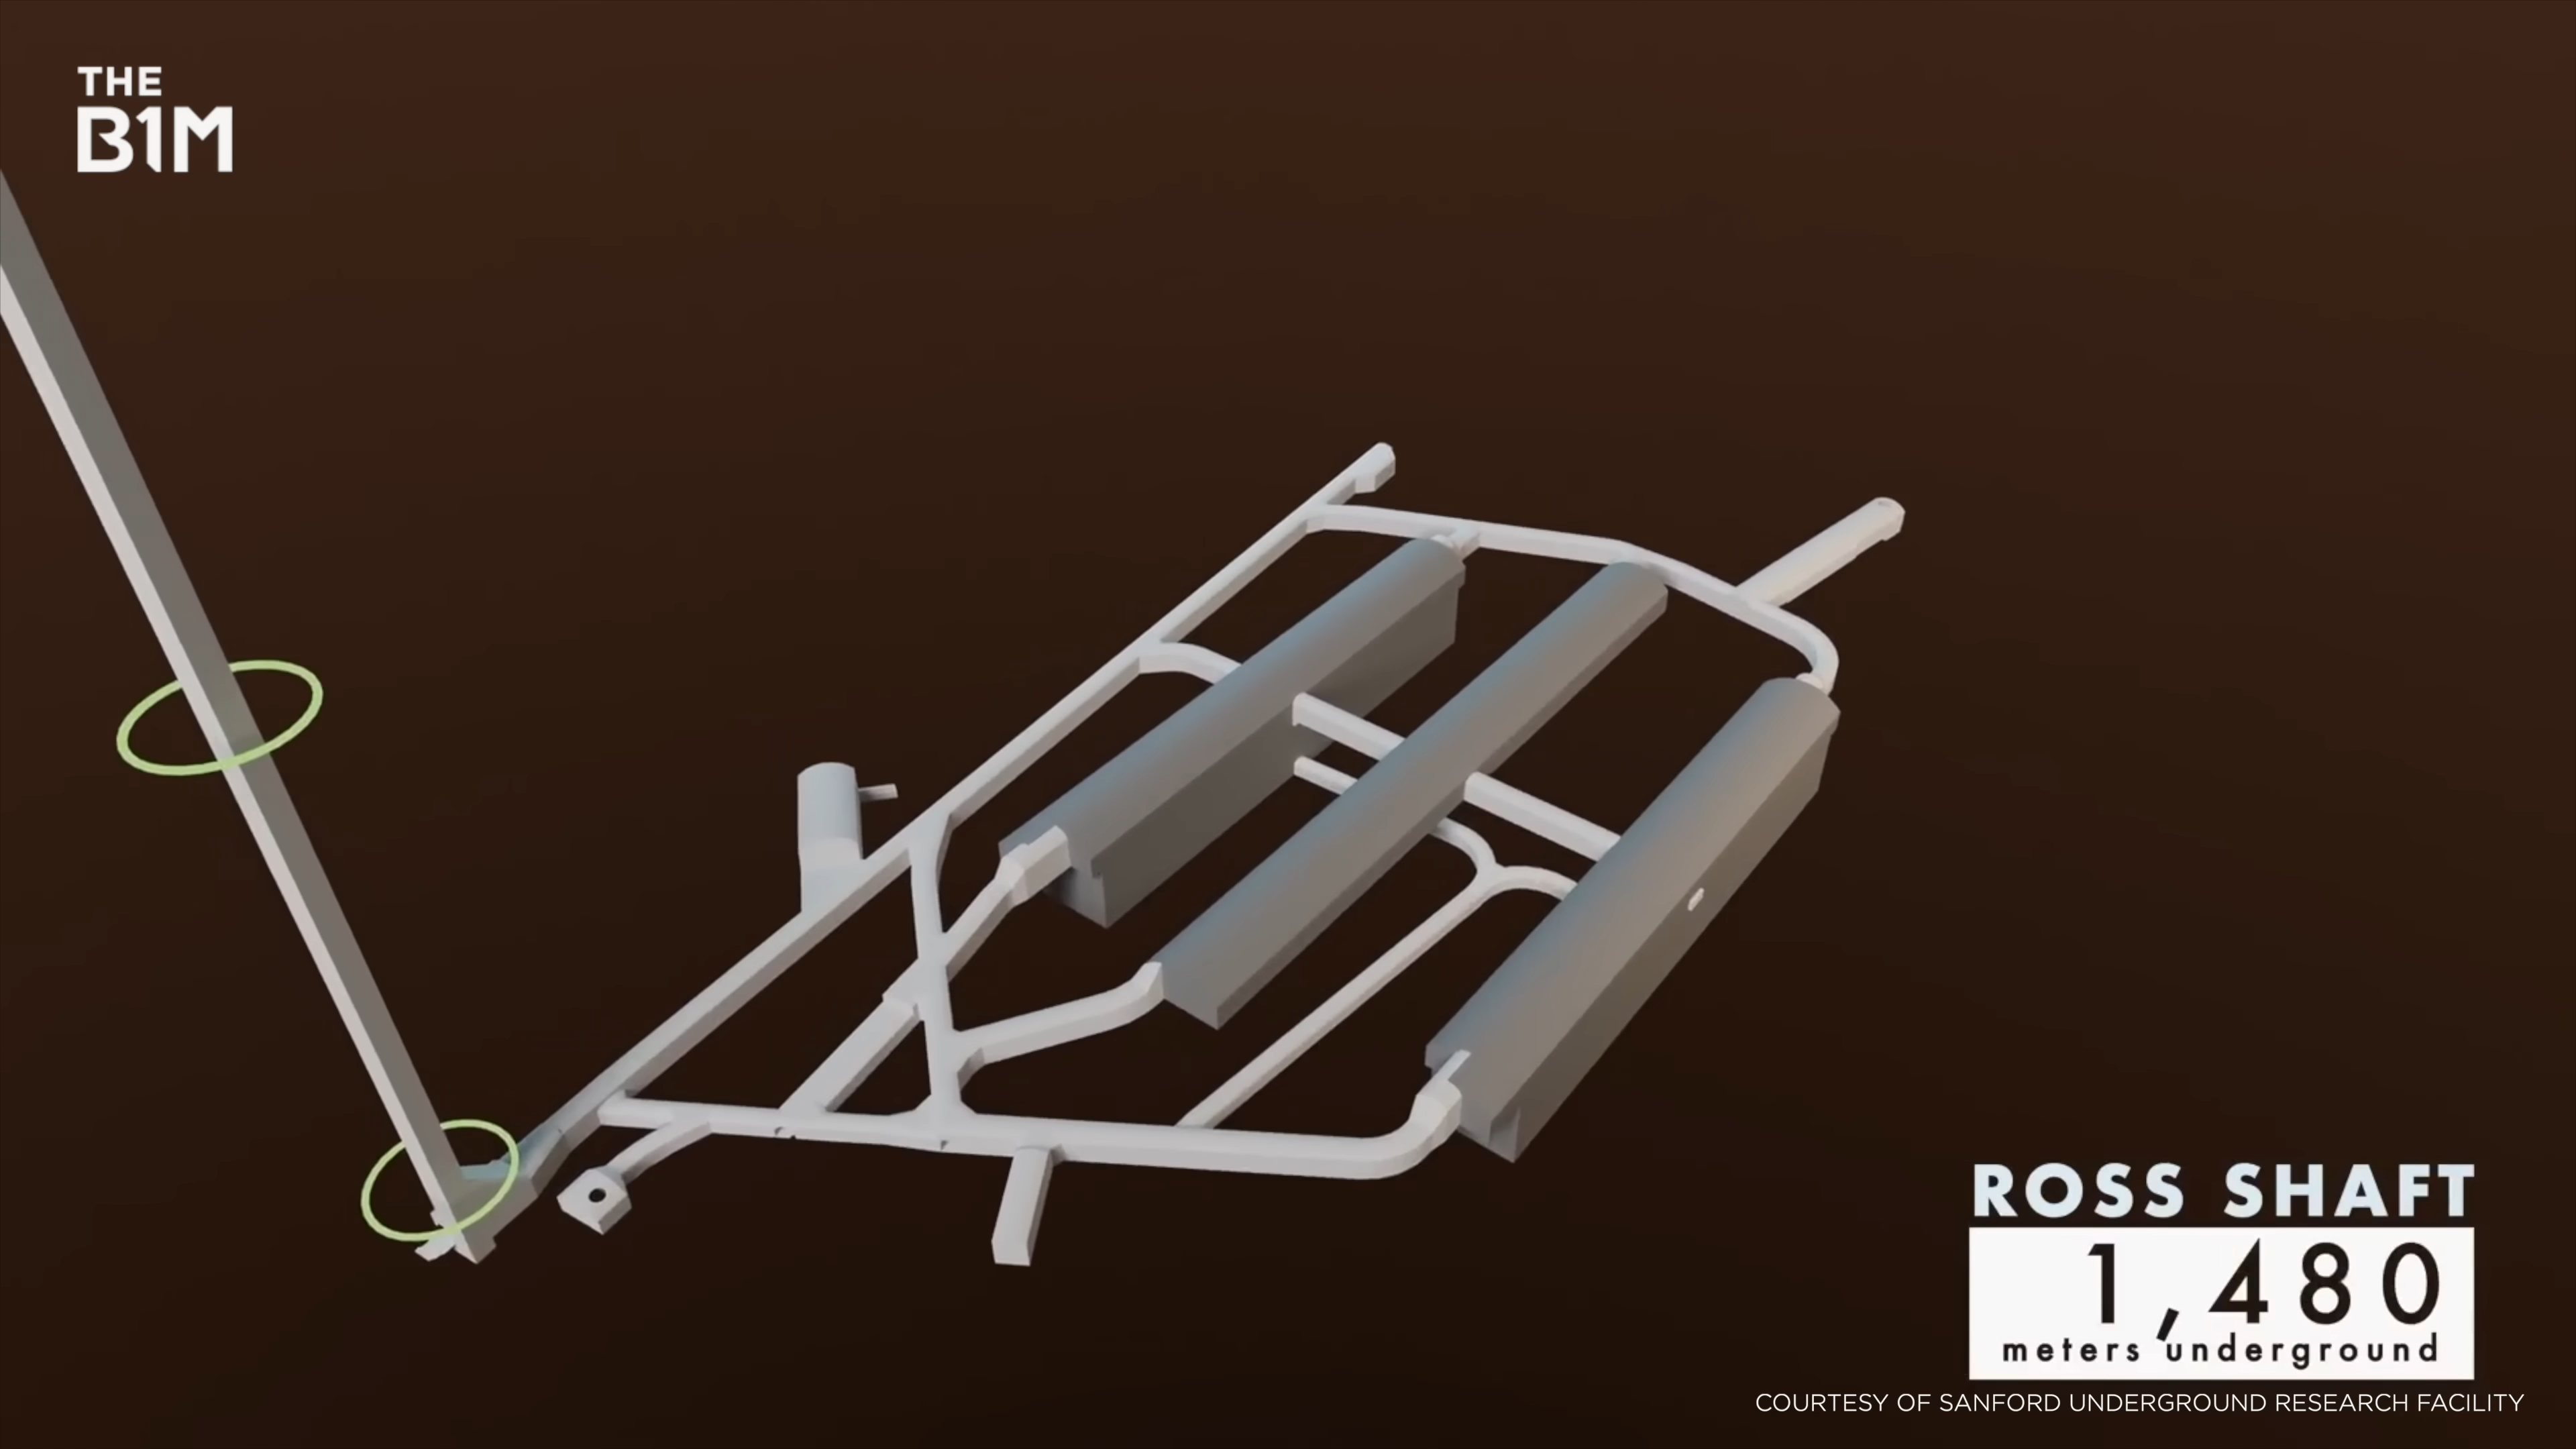 THE
B1M
ROSS SHAFT
1,480
meters underground
COURTESY OF SANFORD UNDERGROUND RESEARCH FACILITY